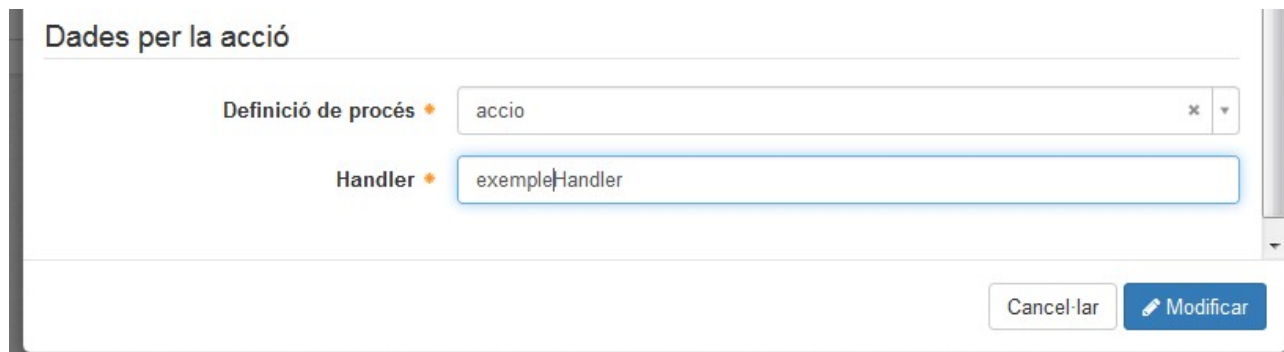 Dades per la acció
Definició de procés
accio
Handler
exempleHandler
Cancel·lar
Modificar